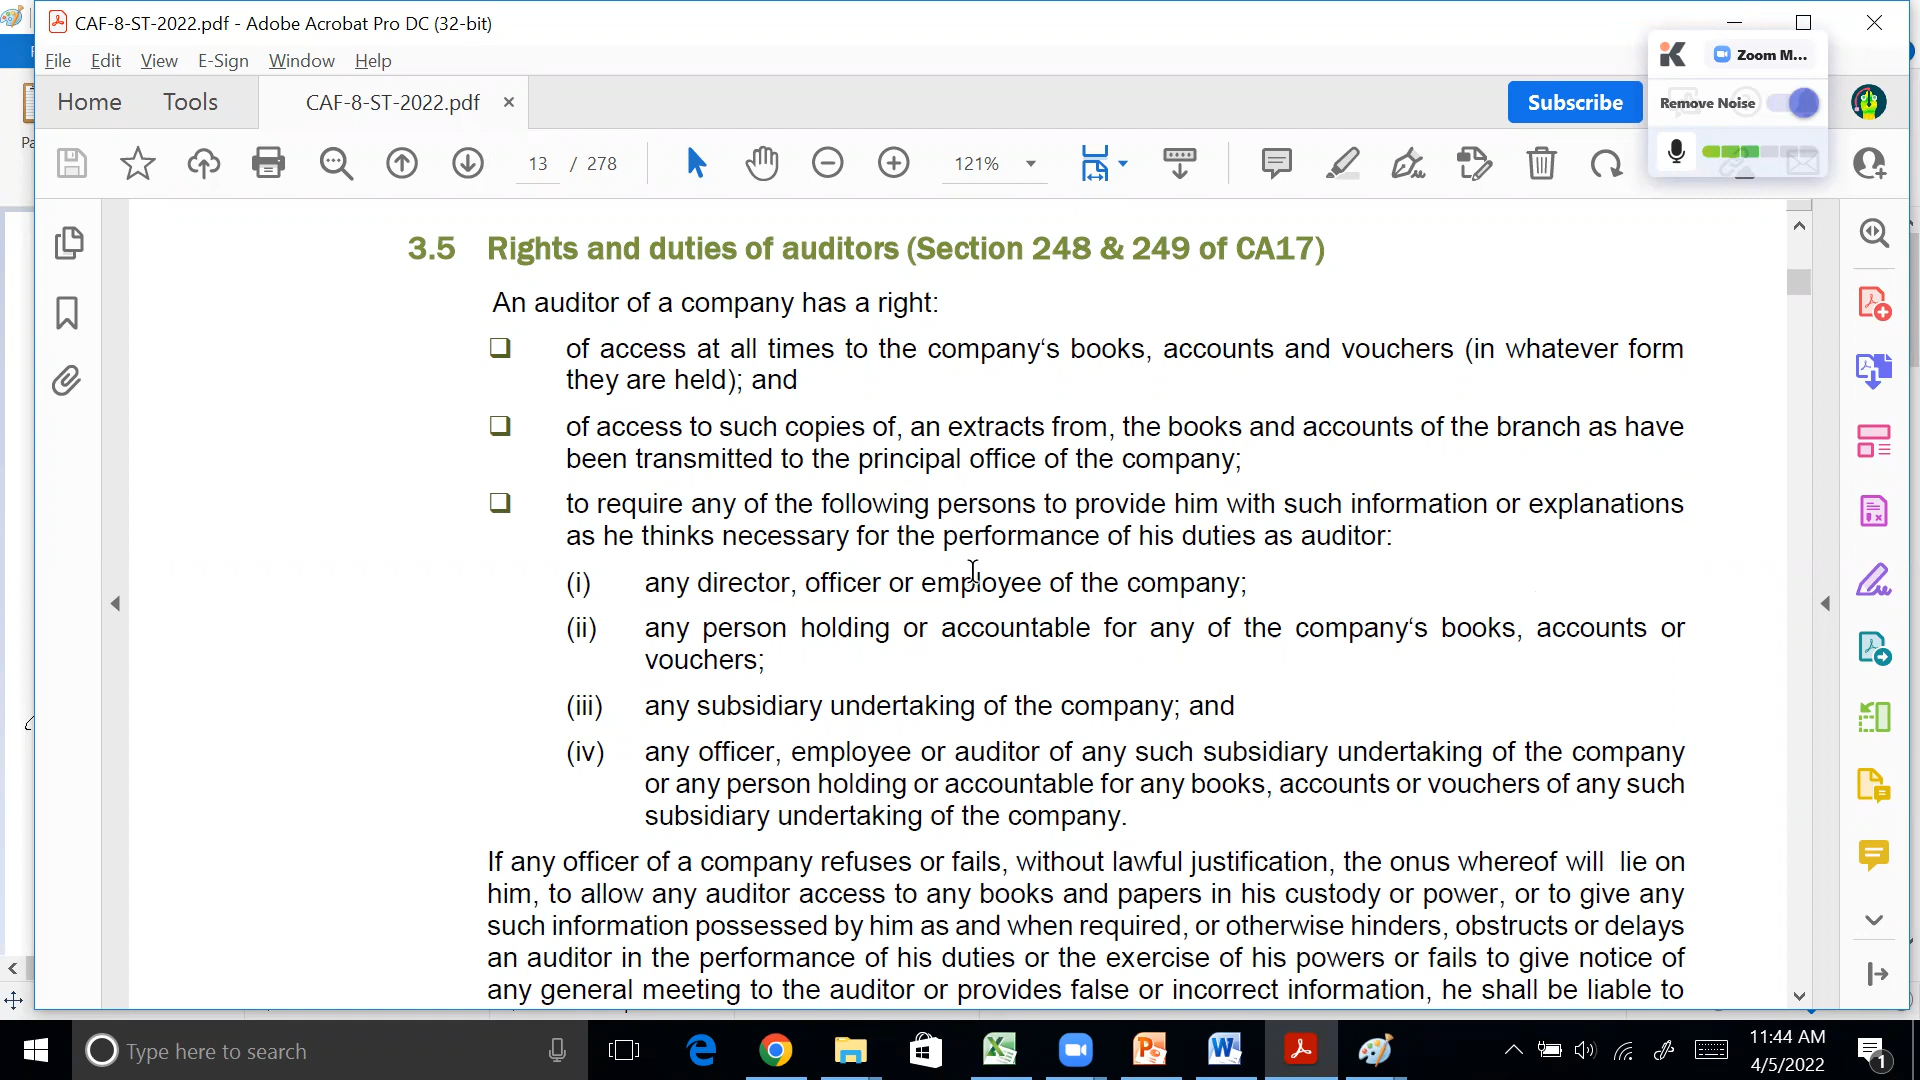 CAF-8-ST-2022.pdf - Adobe Acrobat Pro DC (32-bit)
File Edit View E-Sign Window Help
Zoom M...
Home Tools CAF-8-ST-2022.pdf × Subscribe
Remove Noise
13 / 278 121%
3.5 Rights and duties of auditors (Section 248 & 249 of CA17)
An auditor of a company has a right:
❑ of access at all times to the company‘s books, accounts and vouchers (in whatever form
they are held); and
❑ of access to such copies of, an extracts from, the books and accounts of the branch as have
been transmitted to the principal office of the company;
❑ to require any of the following persons to provide him with such information or explanations
as he thinks necessary for the performance of his duties as auditor:
(i) any director, officer or employee of the company;
(ii) any person holding or accountable for any of the company‘s books, accounts or
vouchers;
(iii) any subsidiary undertaking of the company; and
(iv) any officer, employee or auditor of any such subsidiary undertaking of the company
or any person holding or accountable for any books, accounts or vouchers of any such
subsidiary undertaking of the company.
If any officer of a company refuses or fails, without lawful justification, the onus whereof will lie on
him, to allow any auditor access to any books and papers in his custody or power, or to give any
such information possessed by him as and when required, or otherwise hinders, obstructs or delays
an auditor in the performance of his duties or the exercise of his powers or fails to give notice of
any general meeting to the auditor or provides false or incorrect information, he shall be liable to
Type here to search
11:44 AM
4/5/2022
1